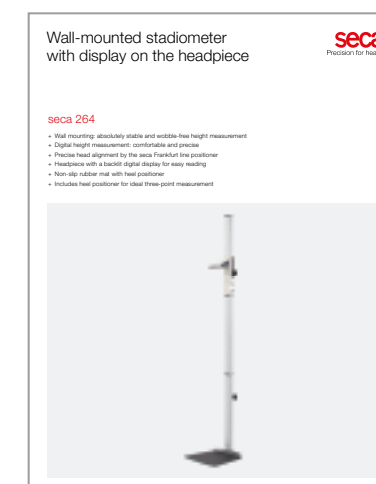 Wall-mounted stadiometer
with display on the headpiece
seca
Precision for hea
seca 264
+ Wall mounting: absolutely stable and wobble-free height measurement
+ Digital height measurement: comfortable and precise
+ Precise head alignment by the seca Frankfurt line positioner
+ Headpiece with a backlit digital display for easy reading
+ Non-slip rubber mat with heel positioner
+ Includes heel positioner for ideal three-point measurement